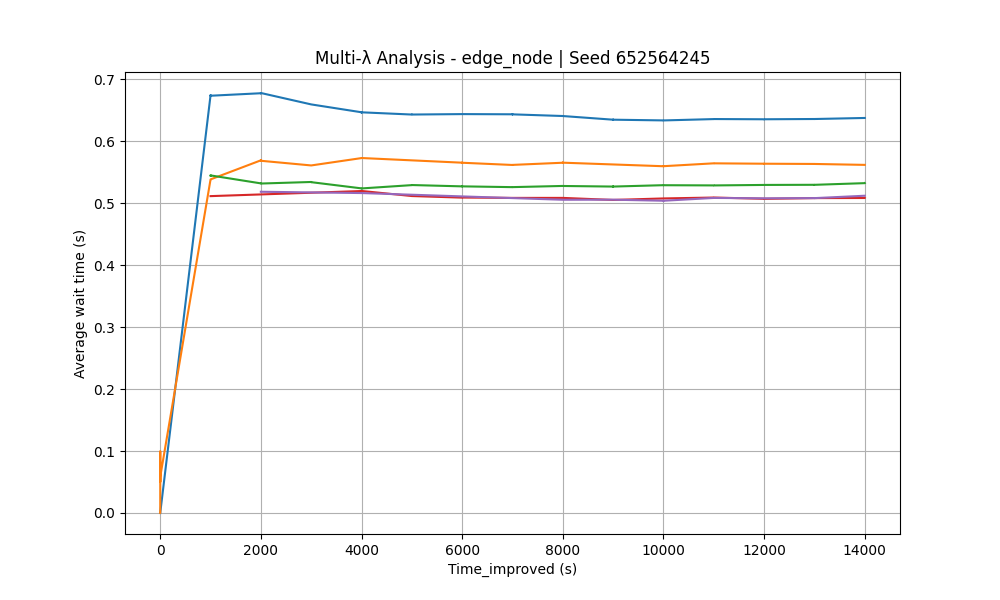 Multi-λ Analysis - edge_node | Seed 652564245
0.7
0.6
0.5
0.4
0.3
0.2
0.1
0.0
Average wait time (s)
0 2000 4000 6000 8000 10000 12000 14000
Time_improved (s)